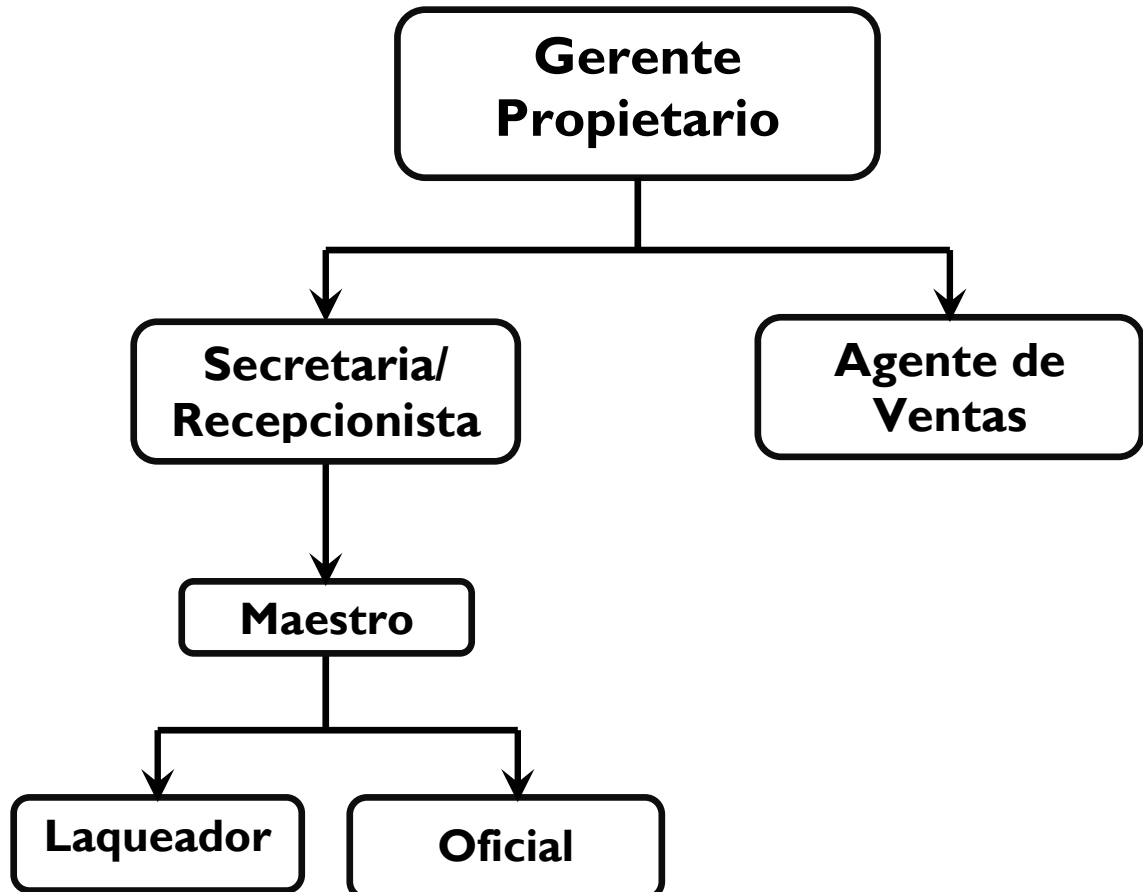 Gerente
Propietario
Secretaria/
Recepcionista
Agente de
Ventas
Maestro
Laqueador
Oficial